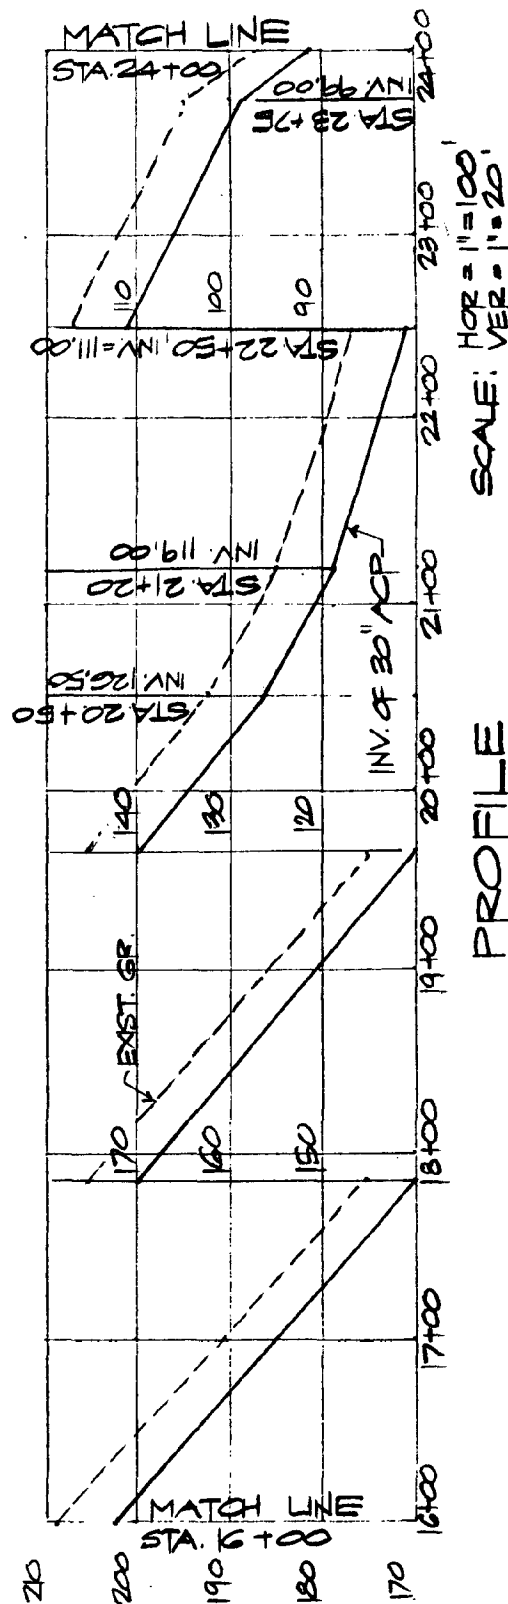 MATCH LINE
STA. 24+00
STA. 23+75
INV. 99.00
110
100
90
STA. 22+50, INV.=111.00
STA. 21+20
INV. 119.00
STA. 20+50
INV. 126.50
INV. OF 30" ACP
140
130
120
EXIST. GR.
170
160
150
MATCH LINE
STA. 16+00
210
200
190
180
170
16+00
17+00
18+00
19+00
20+00
21+00
22+00
23+00
24+00
PROFILE
SCALE: HOR = 1"=100'
VER = 1"=20'